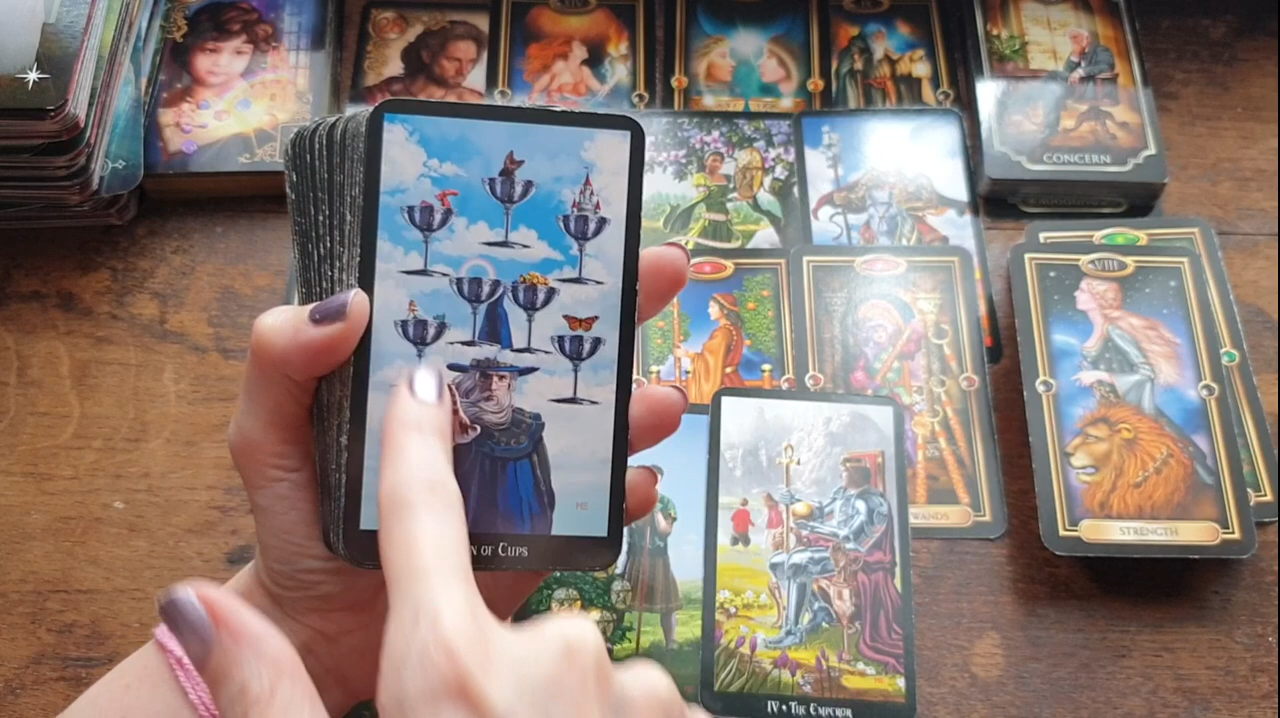 CONCERN
VIII
STRENGTH
WANDS
N OF CUPS
IV • THE EMPEROR